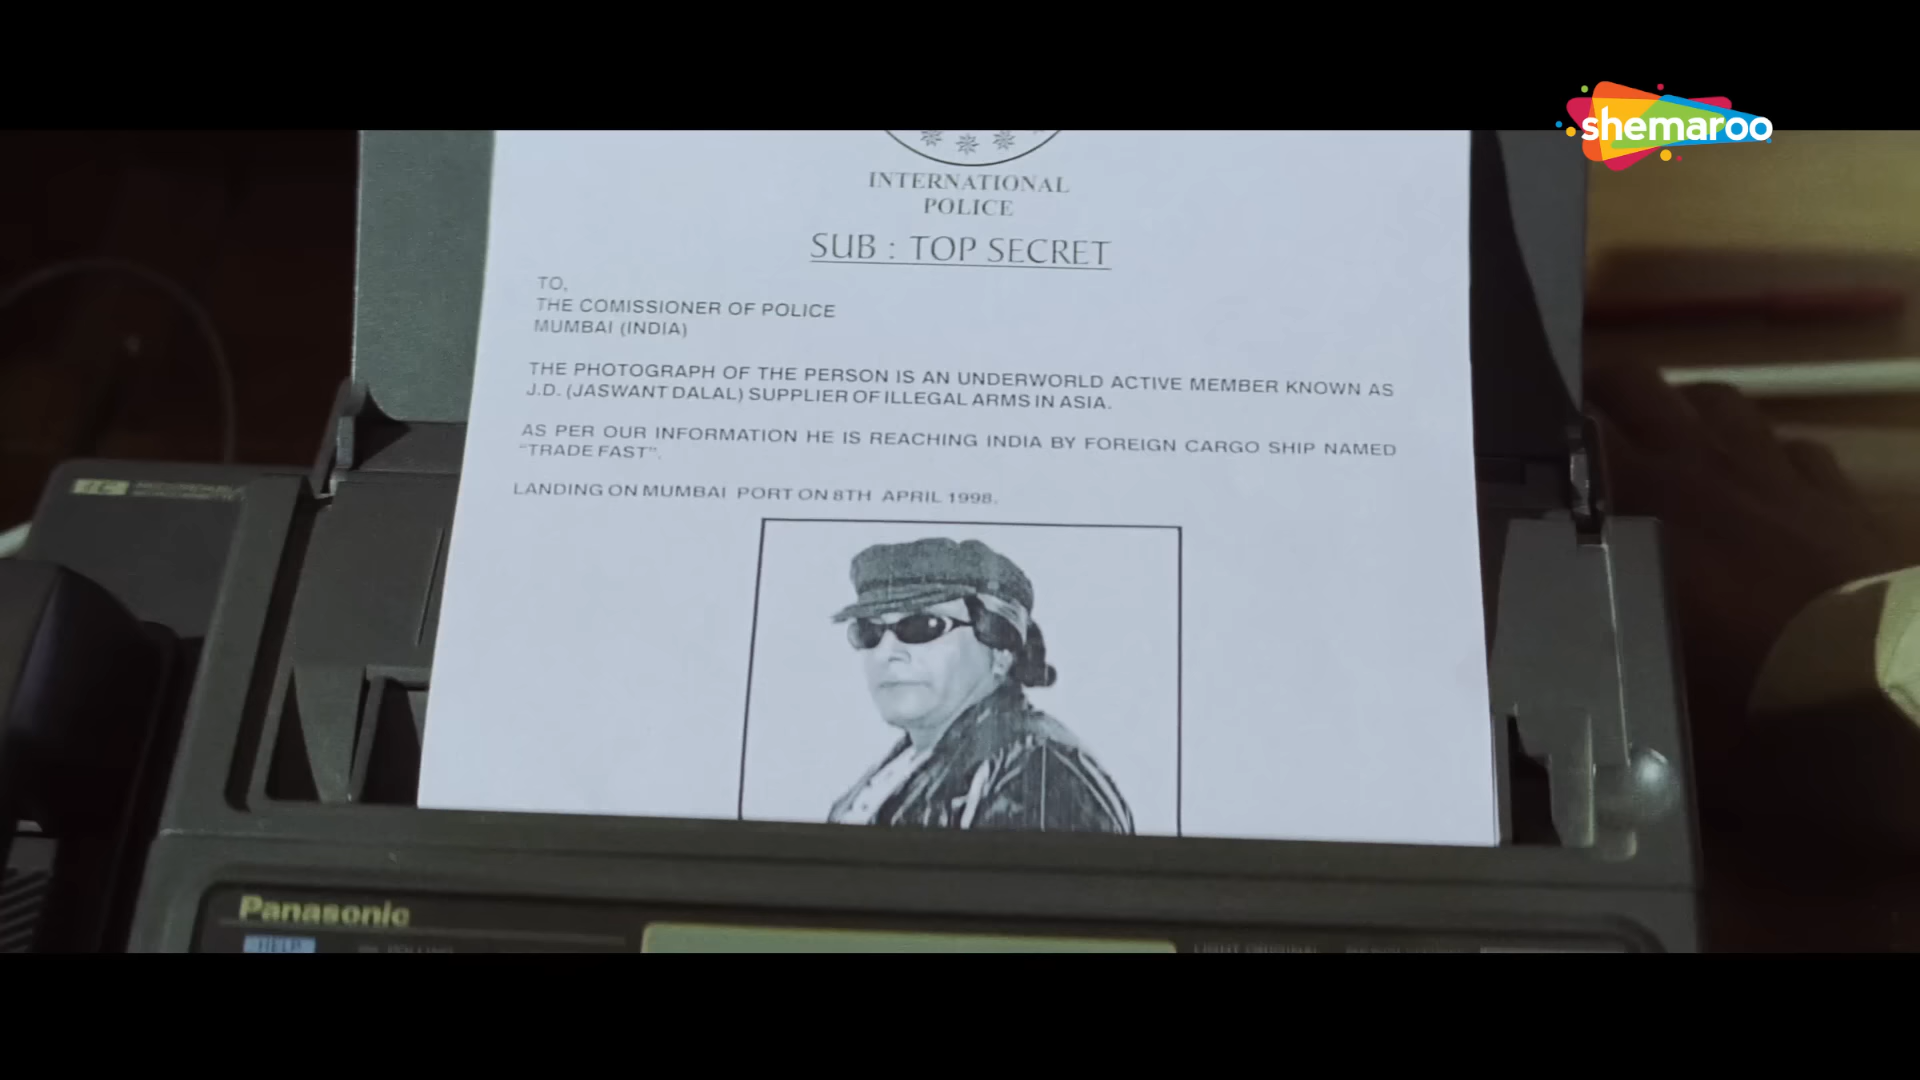 shemaroo
INTERNATIONAL
POLICE
SUB : TOP SECRET
TO,
THE COMISSIONER OF POLICE
MUMBAI (INDIA)
THE PHOTOGRAPH OF THE PERSON IS AN UNDERWORLD ACTIVE MEMBER KNOWN AS
J.D. (JASWANT DALAL) SUPPLIER OF ILLEGAL ARMS IN ASIA.
AS PER OUR INFORMATION HE IS REACHING INDIA BY FOREIGN CARGO SHIP NAMED
"TRADE FAST".
LANDING ON MUMBAI PORT ON 8TH APRIL 1998.
Panasonic
HELP